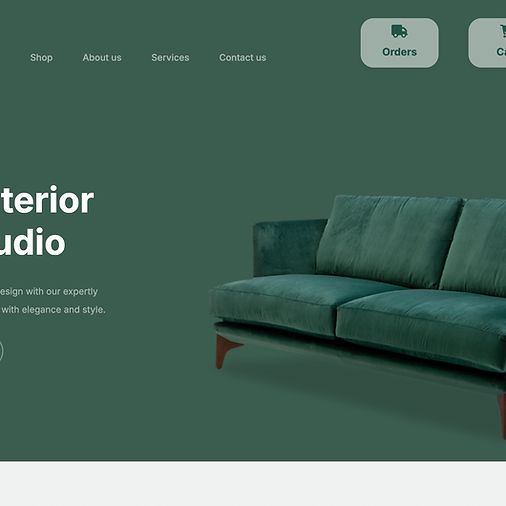 Shop About us Services Contact us Orders Ca
terior
udio
esign with our expertly
with elegance and style.